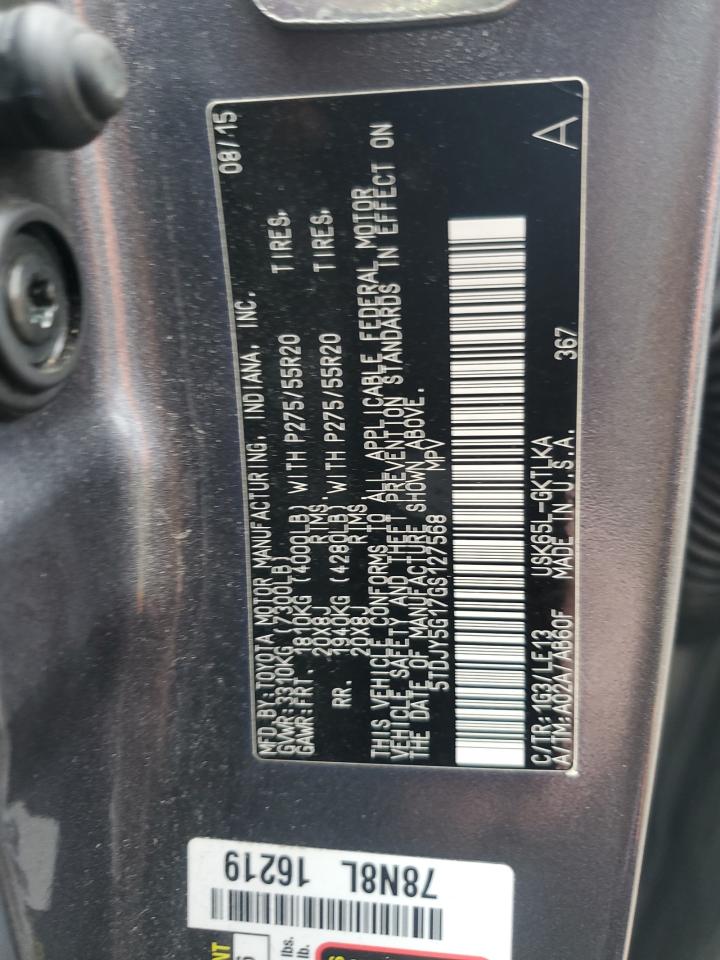 MFD.BY:TOYOTA MOTOR MANUFACTURING, INDIANA, INC. 08/15
GVWR:3310KG (7300LB)
GAWR:FRT. 1810KG (4000LB) WITH P275/55R20 TIRES,
20X8J RIMS
RR. 1940KG (4280LB) WITH P275/55R20 TIRES,
20X8J RIMS
THIS VEHICLE CONFORMS TO ALL APPLICABLE FEDERAL MOTOR
VEHICLE SAFETY AND THEFT PREVENTION STANDARDS IN EFFECT ON
THE DATE OF MANUFACTURE SHOWN ABOVE.
5TDJY5G17GS127568 MPV
C/TR:1G3/LE13 USK65L-GKTLKA 367 A
A/TM:A02A/AB60F MADE IN U.S.A.
78N8L 16219
lbs.
lb.